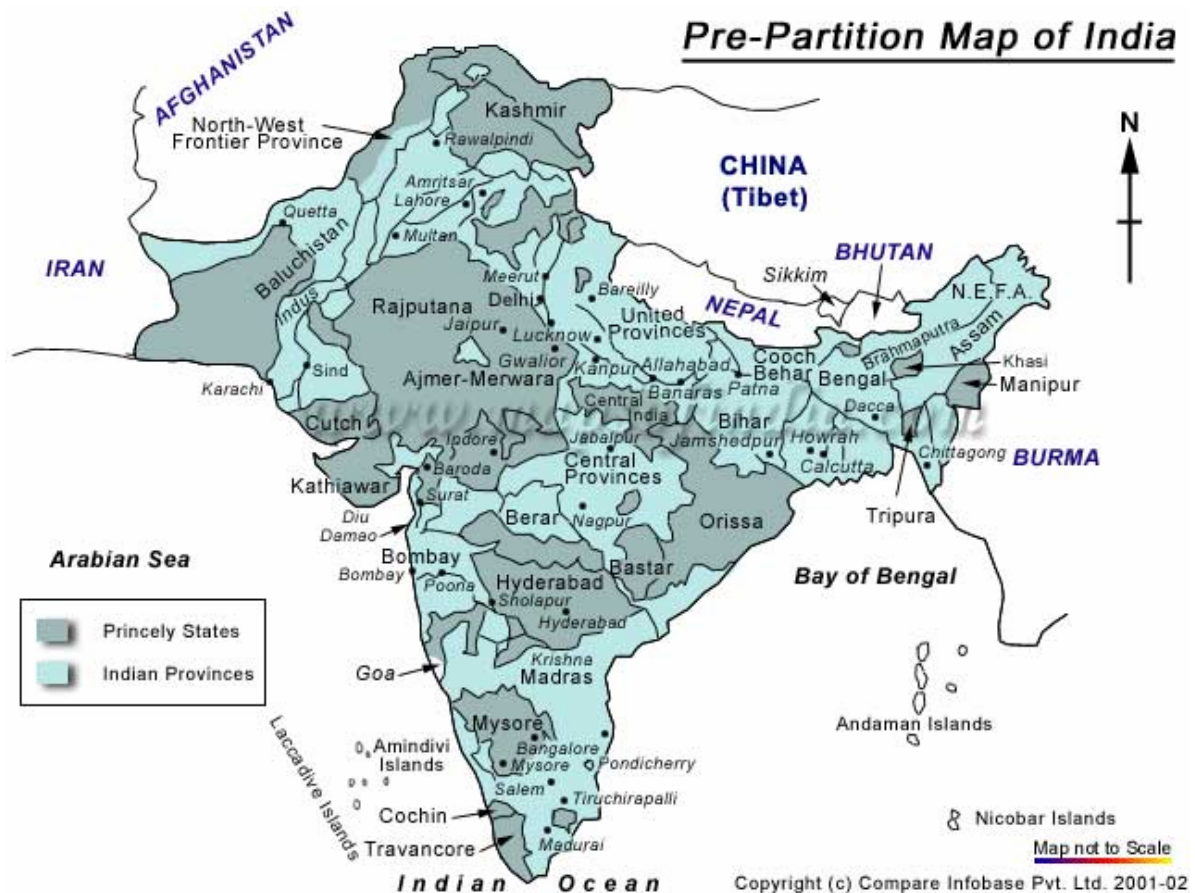 Pre-Partition Map of India
AFGHANISTAN
North-West
Frontier Province
Kashmir
Rawalpindi
N
CHINA
(Tibet)
Amritsar
Lahore
Quetta
Multan
IRAN
Baluchistan
Indus
Meerut
Delhi
Bareilly
Sikkim
BHUTAN
NEPAL
N.E.F.A.
Rajputana
Jaipur
United
Provinces
Lucknow
Gwalior
Brahmaputra
Assam
Sind
Karachi
Ajmer-Merwara
Kanpur
Allahabad
Banaras
Patna
Cooch
Behar
Bengal
Khasi
Manipur
Central
India
Dacca
Cutch
Bihar
Indore
Jabalpur
Jamshedpur
Howrah
Calcutta
Chittagong
BURMA
Kathiawar
Baroda
Surat
Central
Provinces
Diu
Damao
Berar
Nagpur
Orissa
Tripura
Arabian Sea
Bombay
Bombay
Poona
Hyderabad
Sholapur
Hyderabad
Bastar
Bay of Bengal
Princely States
Indian Provinces
Goa
Krishna
Madras
Laccadive Islands
Amindivi
Islands
Mysore
Bangalore
Mysore
Pondicherry
Salem
Tiruchirapalli
Andaman Islands
Cochin
Travancore
Madurai
Nicobar Islands
Map not to Scale
Indian Ocean
Copyright (c) Compare Infobase Pvt. Ltd. 2001-02